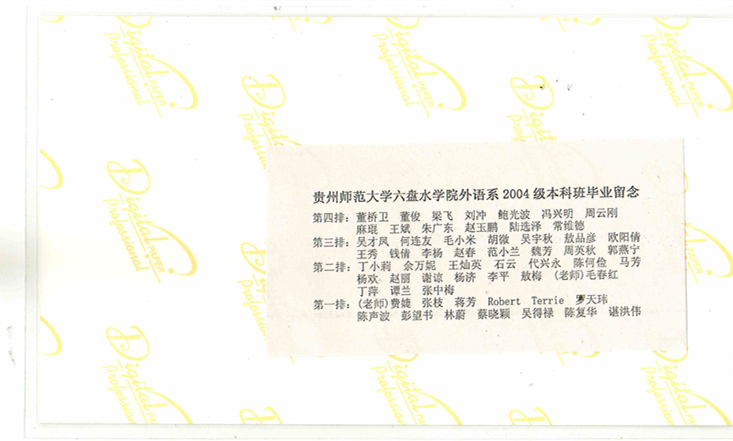 贵州师范大学六盘水学院外语系2004级本科班毕业留念
第四排：董桥卫 董俊 梁飞 刘冲 鲍光波 冯兴明 周云刚
麻琨 王斌 朱广东 赵玉鹏 陆选泽 常维德
第三排：吴才凤 何连友 毛小米 胡微 吴宇秋 敖品彦 欧阳倩
王秀 钱倩 李杨 赵春 范小兰 魏芳 周英秋 郭燕宁
第二排：丁小莉 佘万妮 王灿英 石云 代兴永 陈何俭 马芳
杨欢 赵丽 谢谅 杨济 李平 敖梅 (老师)毛春红
丁萍 谭兰 张中梅
第一排：(老师)费婕 张枝 蒋芳 Robert Terrie 罗天玮
陈声波 彭望书 林蔚 蔡晓颖 吴得禄 陈复华 谌洪伟
Digital PAPER
Professional